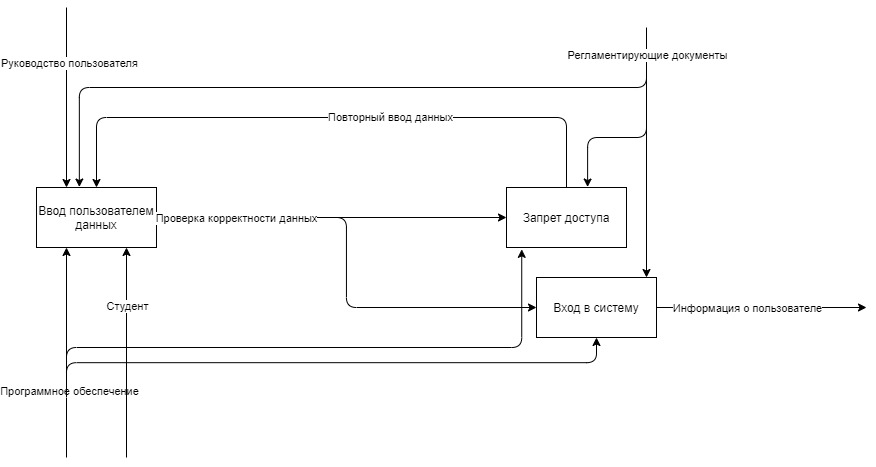 Регламентирующие документы
Руководство пользователя
Повторный ввод данных
Ввод пользователем
данных
Проверка корректности данных
Запрет доступа
Студент
Вход в систему
Информация о пользователе
Программное обеспечение